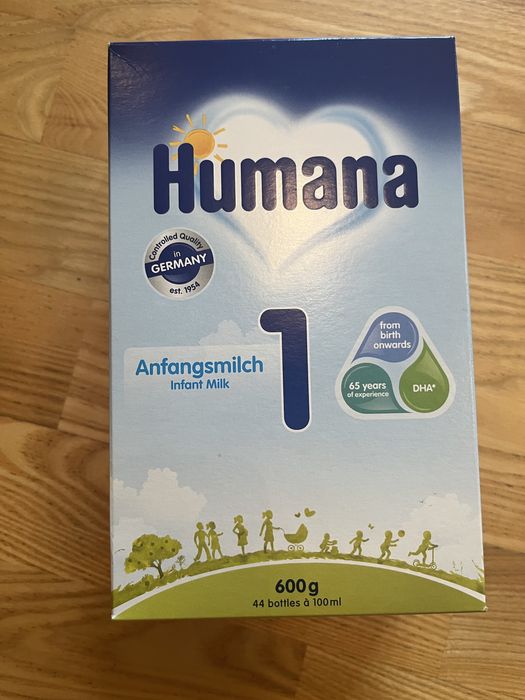 Humana
Controlled Quality
in
GERMANY
est. 1954
1
Anfangsmilch
Infant Milk
from
birth
onwards
65 years
of experience
DHA*
600g
44 bottles à 100ml